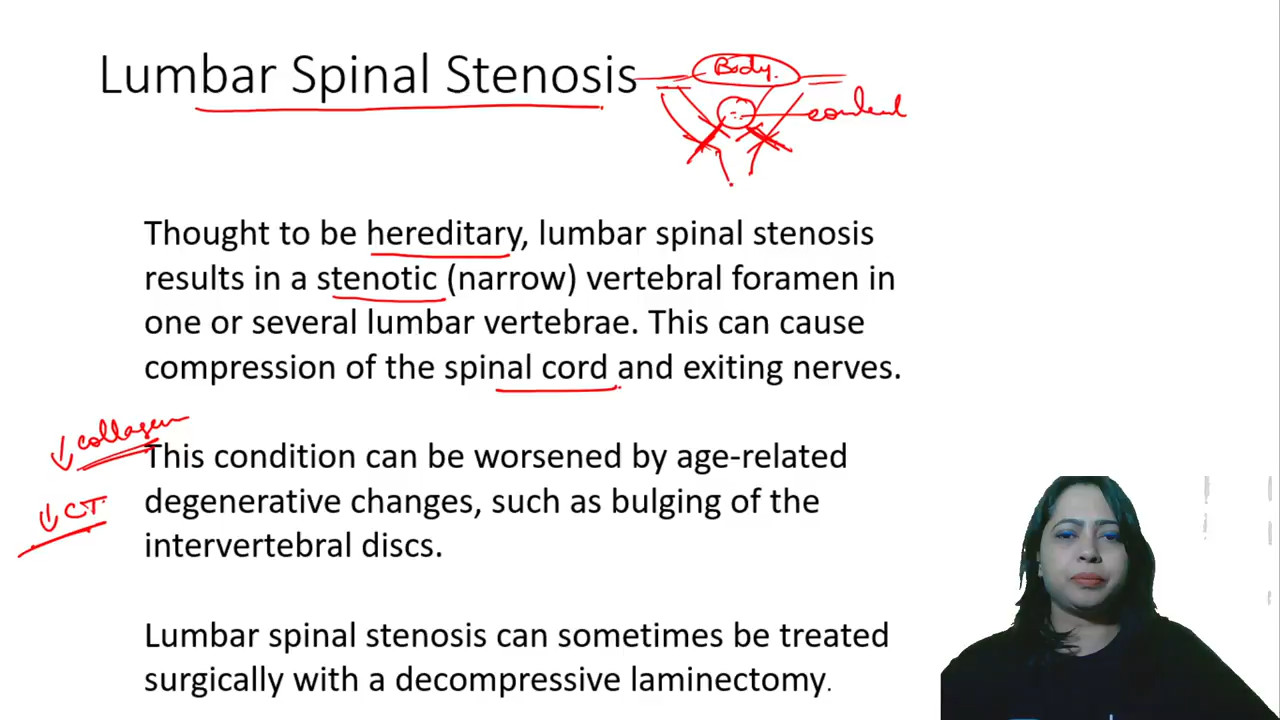 Lumbar Spinal Stenosis
Body.
Thought to be hereditary, lumbar spinal stenosis
results in a stenotic (narrow) vertebral foramen in
one or several lumbar vertebrae. This can cause
compression of the spinal cord and exiting nerves.
↓ collagen
This condition can be worsened by age-related
↓ CT.
degenerative changes, such as bulging of the
intervertebral discs.
Lumbar spinal stenosis can sometimes be treated
surgically with a decompressive laminectomy.